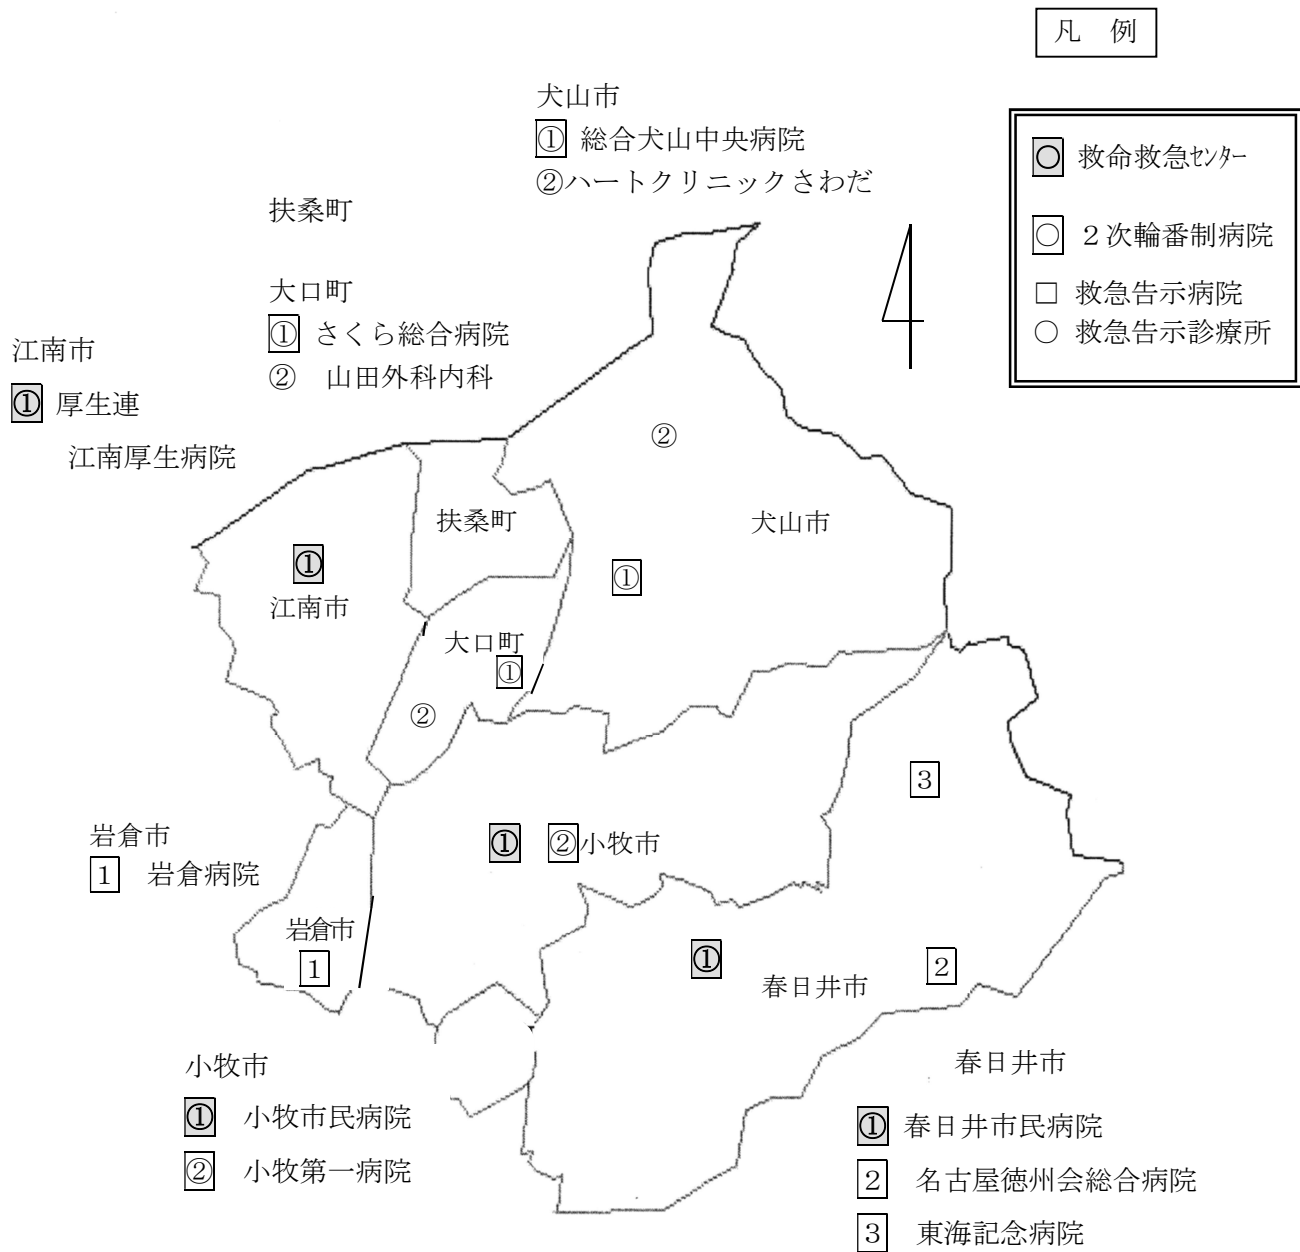 凡　例
救命救急ｾﾝﾀｰ
○ ２次輪番制病院
□ 救急告示病院
○ 救急告示診療所
犬山市
① 総合犬山中央病院
②ハートクリニックさわだ
扶桑町
大口町
① さくら総合病院
②　山田外科内科
江南市
① 厚生連
江南厚生病院
②
扶桑町
犬山市
①
①
江南市
大口町
①
②
3
岩倉市
1　岩倉病院
①
②小牧市
岩倉市
1
①
春日井市
2
小牧市
①　小牧市民病院
②　小牧第一病院
春日井市
① 春日井市民病院
2　名古屋徳州会総合病院
3　東海記念病院